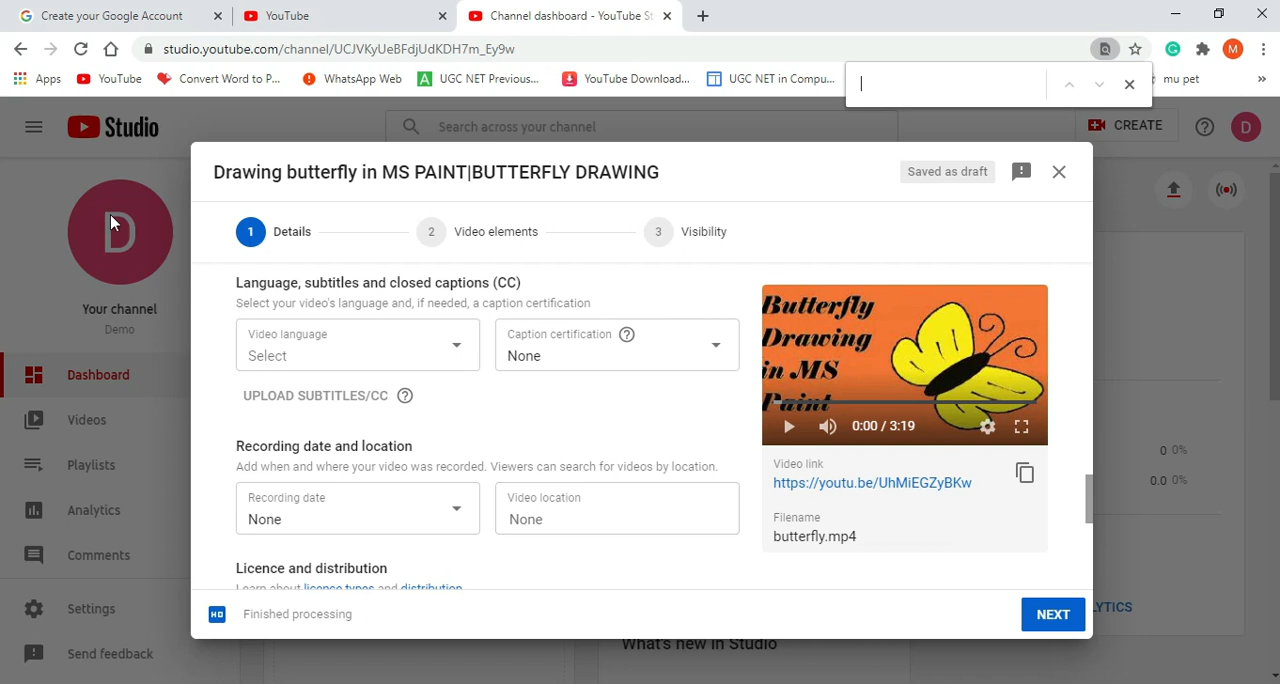 Create your Google Account
YouTube
Channel dashboard - YouTube St
studio.youtube.com/channel/UCJVKyUeBFdjUdKDH7m_Ey9w
M
Apps
YouTube
Convert Word to P...
WhatsApp Web
UGC NET Previous...
YouTube Download...
UGC NET in Compu...
mu pet
Studio
Search across your channel
CREATE
D
D
Your channel
Demo
Dashboard
Videos
Playlists
Analytics
Comments
Settings
Send feedback
Drawing butterfly in MS PAINT|BUTTERFLY DRAWING
Saved as draft
1 Details
2 Video elements
3 Visibility
Language, subtitles and closed captions (CC)
Select your video's language and, if needed, a caption certification
Video language
Select
Caption certification
None
UPLOAD SUBTITLES/CC
Recording date and location
Add when and where your video was recorded. Viewers can search for videos by location.
Recording date
None
Video location
None
Licence and distribution
Learn about licence types and distribution
Butterfly
Drawing
in MS
Paint
0:00 / 3:19
Video link
https://youtu.be/UhMiEGZyBKw
Filename
butterfly.mp4
HD
Finished processing
NEXT
0 0%
0.0 0%
LYTICS
What's new in Studio